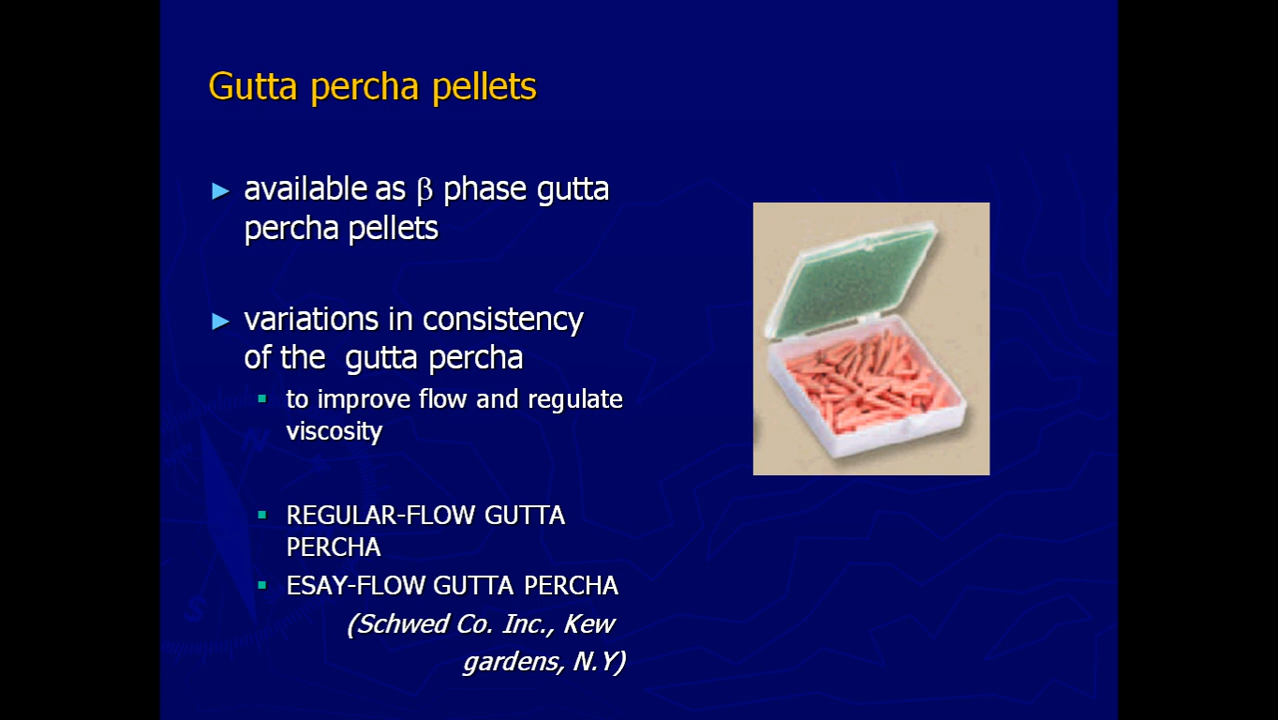 Gutta percha pellets
► available as β phase gutta
percha pellets
► variations in consistency
of the gutta percha
▪ to improve flow and regulate
viscosity
▪ REGULAR-FLOW GUTTA
PERCHA
▪ ESAY-FLOW GUTTA PERCHA
(Schwed Co. Inc., Kew
gardens, N.Y)
N
S